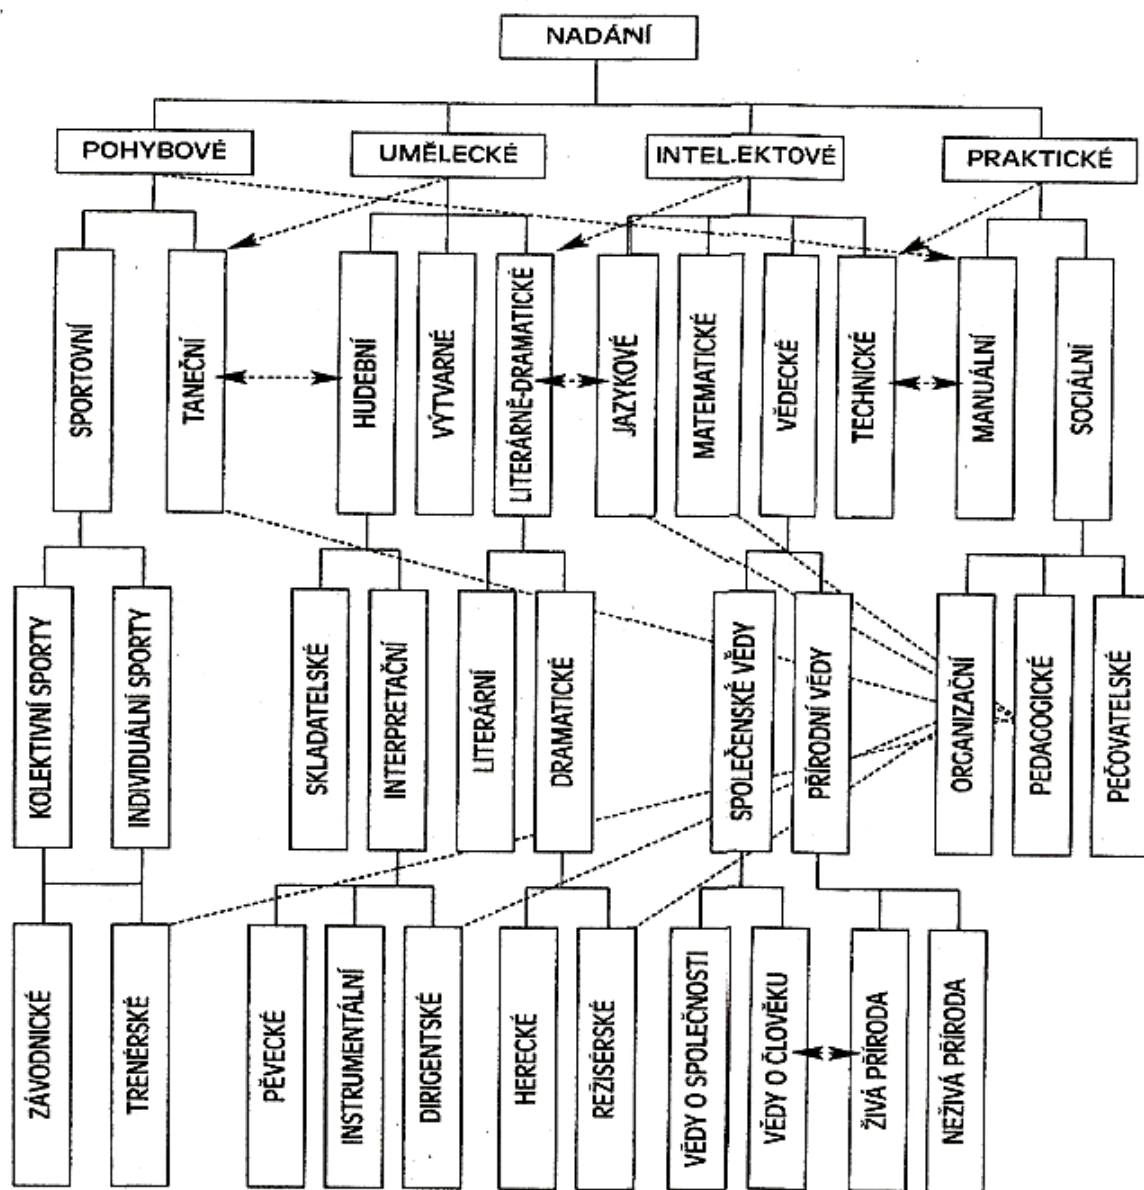 NADÁNÍ
POHYBOVÉ
UMĚLECKÉ
INTELEKTOVÉ
PRAKTICKÉ
SPORTOVNÍ
TANEČNÍ
HUDEBNÍ
VÝTVARNÉ
LITERÁRNĚ-DRAMATICKÉ
JAZYKOVÉ
MATEMATICKÉ
VĚDECKÉ
TECHNICKÉ
MANUÁLNÍ
SOCIÁLNÍ
KOLEKTIVNÍ SPORTY
INDIVIDUÁLNÍ SPORTY
SKLADATELSKÉ
INTERPRETAČNÍ
LITERÁRNÍ
DRAMATICKÉ
SPOLEČENSKÉ VĚDY
PŘÍRODNÍ VĚDY
ORGANIZAČNÍ
PEDAGOGICKÉ
PEČOVATELSKÉ
ZÁVODNICKÉ
TRENÉRSKÉ
PĚVECKÉ
INSTRUMENTÁLNÍ
DIRIGENTSKÉ
HERECKÉ
REŽISÉRSKÉ
VĚDY O SPOLEČNOSTI
VĚDY O ČLOVĚKU
ŽIVÁ PŘÍRODA
NEŽIVÁ PŘÍRODA